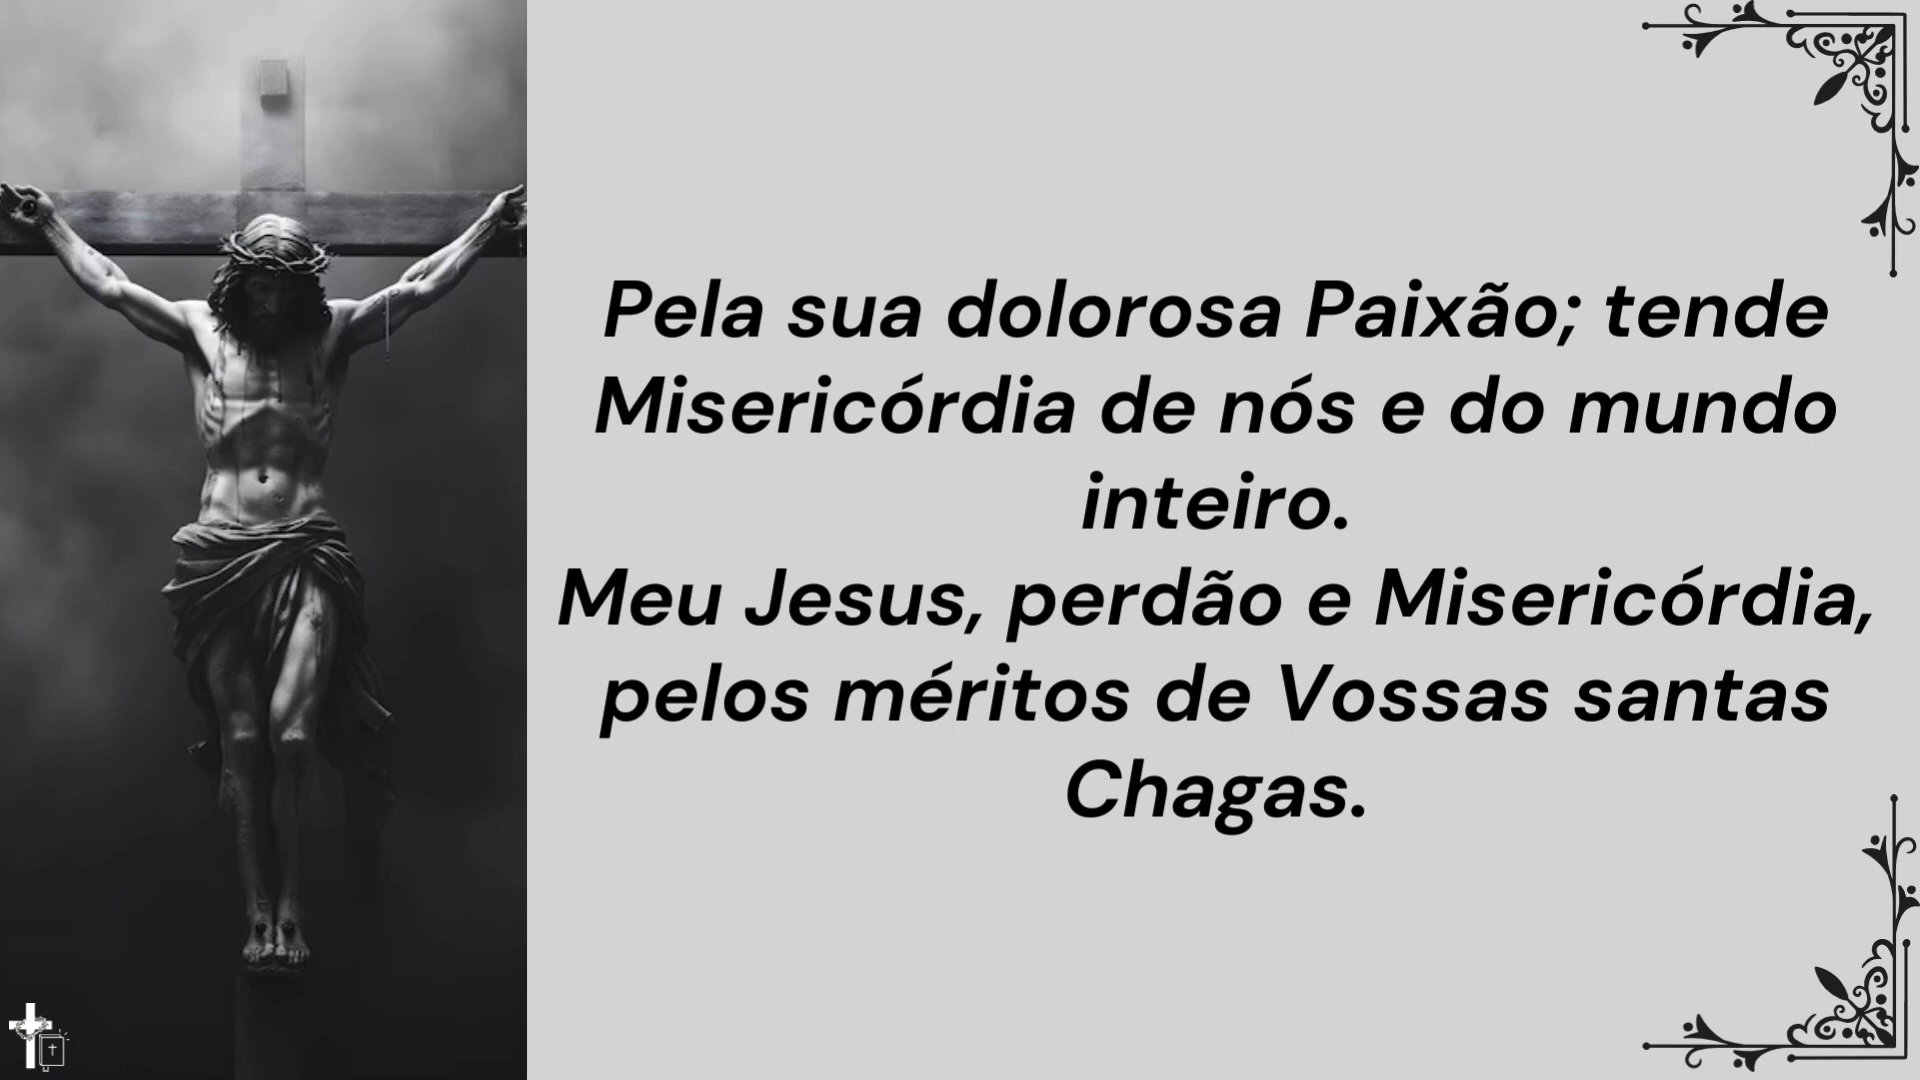 Pela sua dolorosa Paixão; tende
Misericórdia de nós e do mundo
inteiro.
Meu Jesus, perdão e Misericórdia,
pelos méritos de Vossas santas
Chagas.